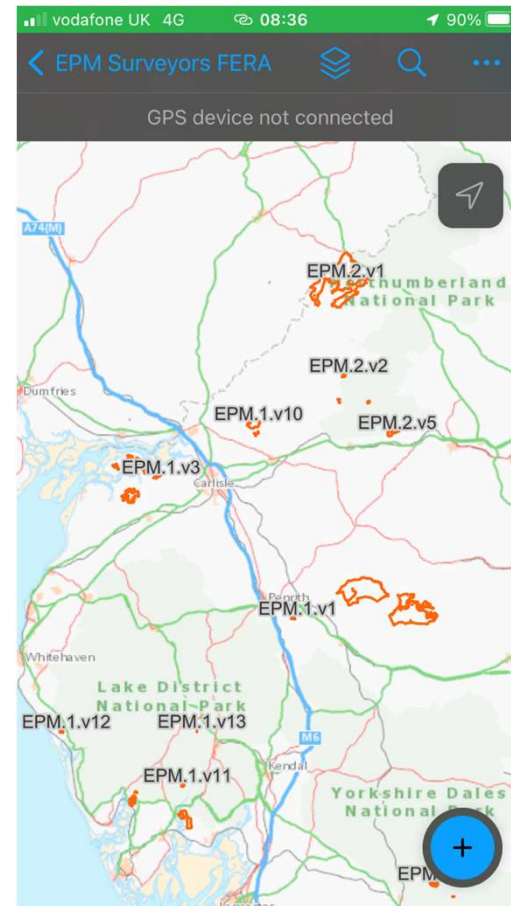 vodafone UK 4G 08:36 90%
EPM Surveyors FERA
GPS device not connected
A74(M)
EPM.2.v1
Northumberland
National Park
EPM.2.v2
Dumfries
EPM.1.v10
EPM.2.v5
EPM.1.v3
Carlisle
Penrith
EPM.1.v1
Whitehaven
Lake District
National Park
EPM.1.v12
EPM.1.v13
M6
Kendal
EPM.1.v11
Yorkshire Dales
National Park
+
EPM